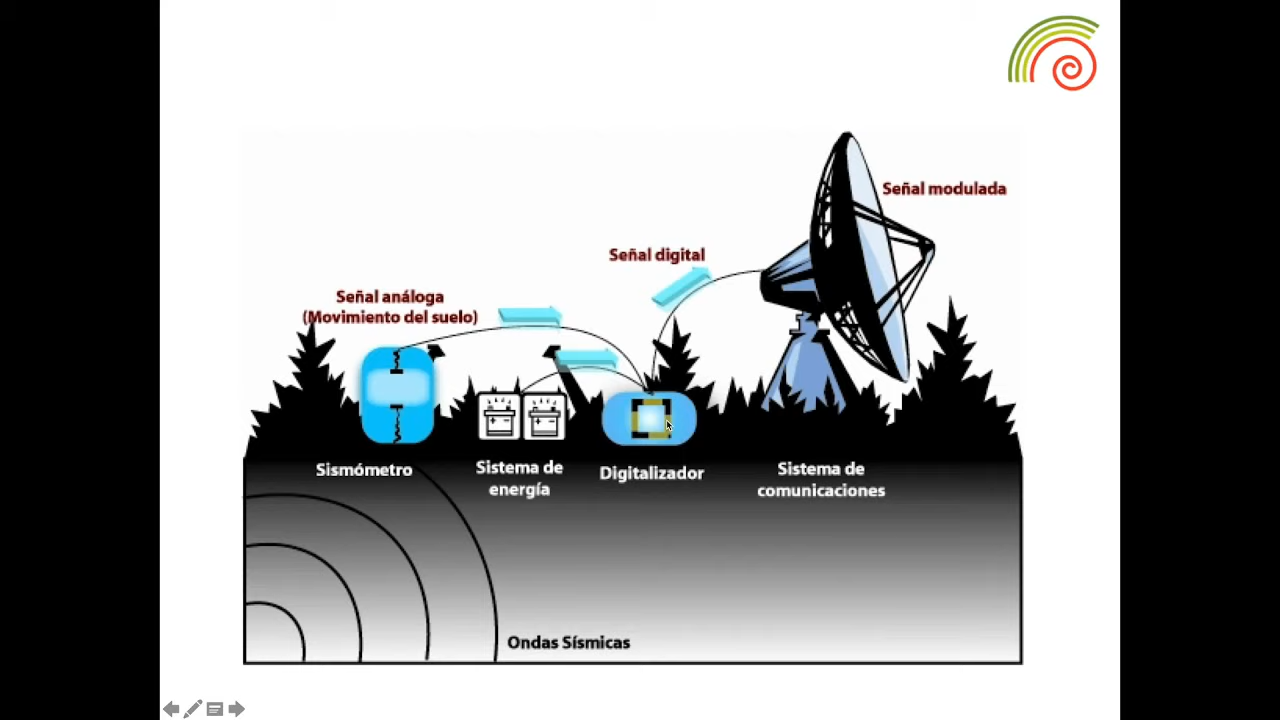 Señal modulada
Señal digital
Señal análoga
(Movimiento del suelo)
Sismómetro
Sistema de
energía
Digitalizador
Sistema de
comunicaciones
Ondas Sísmicas